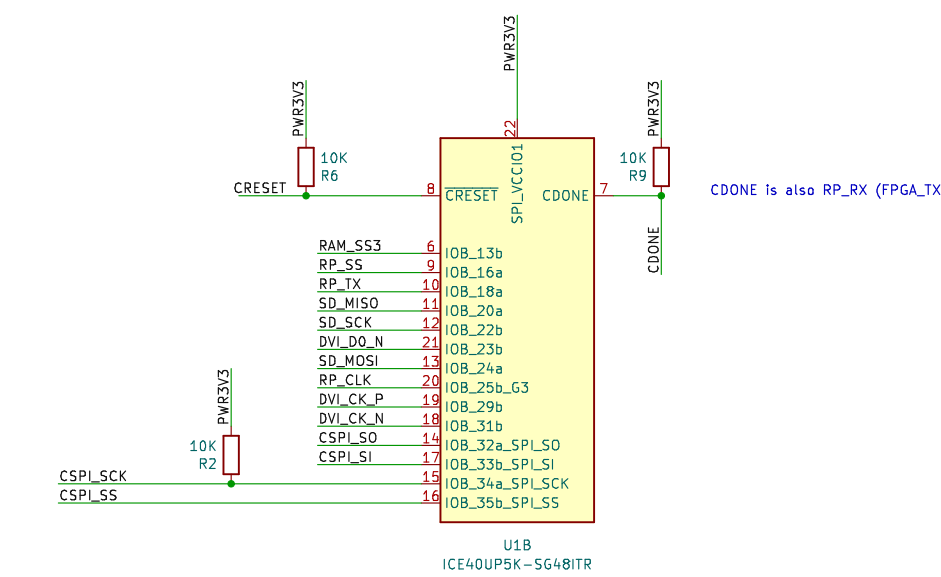 PWR3V3
PWR3V3
PWR3V3
22
10K
R6
10K
R9
CRESET
8
CRESET
SPI_VCCIO1
CDONE
7
CDONE is also RP_RX (FPGA_TX
CDONE
RAM_SS3 6 IOB_13b
RP_SS 9 IOB_16a
RP_TX 10 IOB_18a
SD_MISO 11 IOB_20a
SD_SCK 12 IOB_22b
DVI_D0_N 21 IOB_23b
SD_MOSI 13 IOB_24a
RP_CLK 20 IOB_25b_G3
DVI_CK_P 19 IOB_29b
DVI_CK_N 18 IOB_31b
CSPI_SO 14 IOB_32a_SPI_SO
CSPI_SI 17 IOB_33b_SPI_SI
PWR3V3
10K
R2
CSPI_SCK 15 IOB_34a_SPI_SCK
CSPI_SS 16 IOB_35b_SPI_SS
U1B
ICE40UP5K-SG48ITR